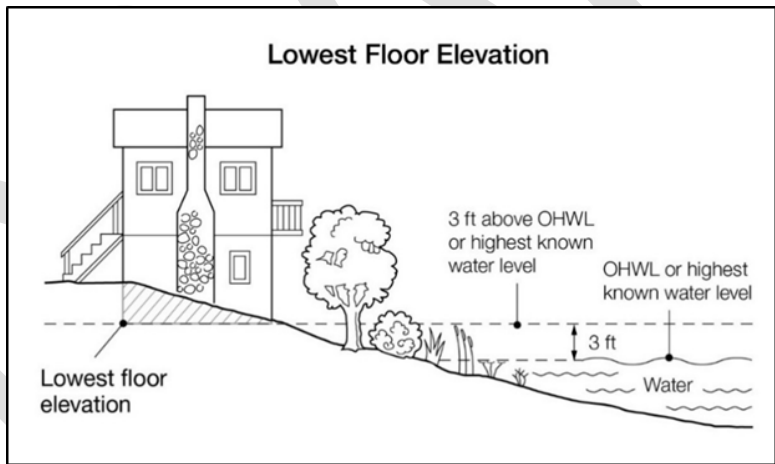 Lowest Floor Elevation
3 ft above OHWL
or highest known
water level
OHWL or highest
known water level
3 ft
Water
Lowest floor
elevation